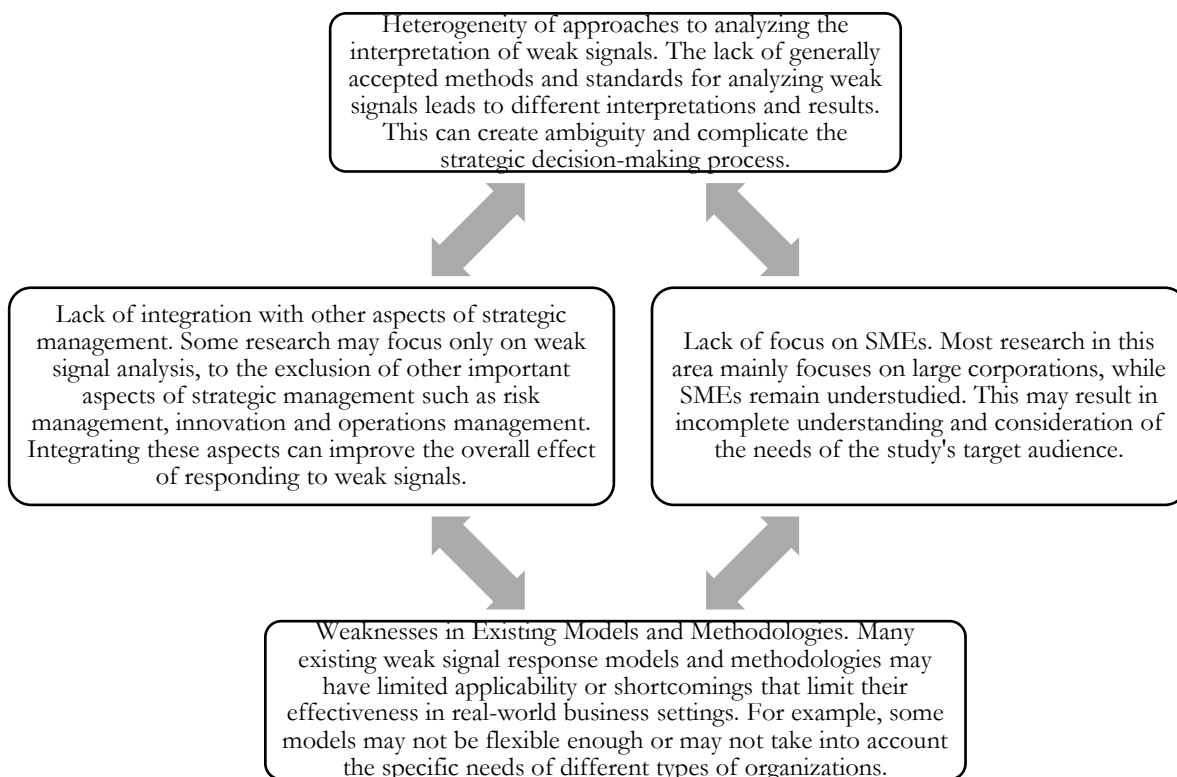 Heterogeneity of approaches to analyzing the
interpretation of weak signals. The lack of generally
accepted methods and standards for analyzing weak
signals leads to different interpretations and results.
This can create ambiguity and complicate the
strategic decision-making process.
Lack of integration with other aspects of strategic
management. Some research may focus only on weak
signal analysis, to the exclusion of other important
aspects of strategic management such as risk
management, innovation and operations management.
Integrating these aspects can improve the overall effect
of responding to weak signals.
Lack of focus on SMEs. Most research in this
area mainly focuses on large corporations, while
SMEs remain understudied. This may result in
incomplete understanding and consideration of
the needs of the study's target audience.
Weaknesses in Existing Models and Methodologies. Many
existing weak signal response models and methodologies may
have limited applicability or shortcomings that limit their
effectiveness in real-world business settings. For example, some
models may not be flexible enough or may not take into account
the specific needs of different types of organizations.